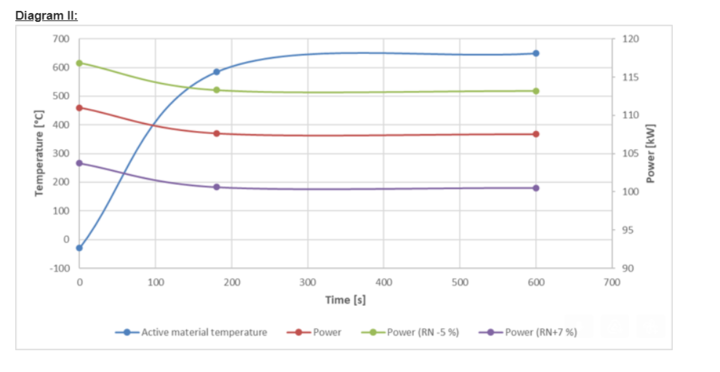 Diagram II:
700
600
500
400
300
200
100
0
-100
Temperature [°C]
120
115
110
105
100
95
90
Power [kW]
0 100 200 300 400 500 600 700
Time [s]
Active material temperature Power Power (RN -5 %) Power (RN+7 %)